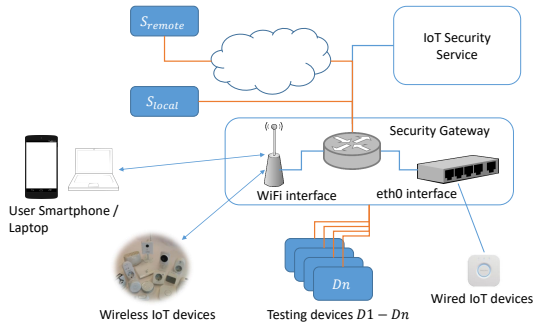 S_remote
IoT Security
Service
S_local
Security Gateway
WiFi interface
eth0 interface
User Smartphone /
Laptop
Dn
Wireless IoT devices
Testing devices D1 − Dn
Wired IoT devices